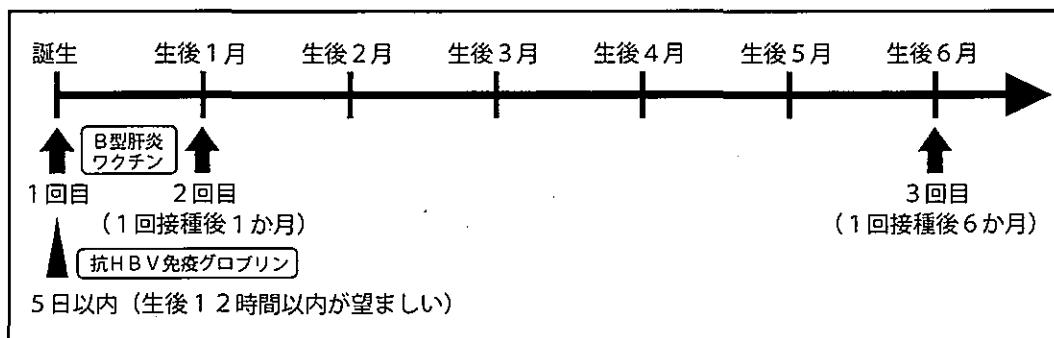 誕生 生後1月 生後2月 生後3月 生後4月 生後5月 生後6月
B型肝炎
ワクチン
1回目 2回目 3回目
(1回接種後1か月) (1回接種後6か月)
抗HBV免疫グロブリン
5日以内(生後12時間以内が望ましい)